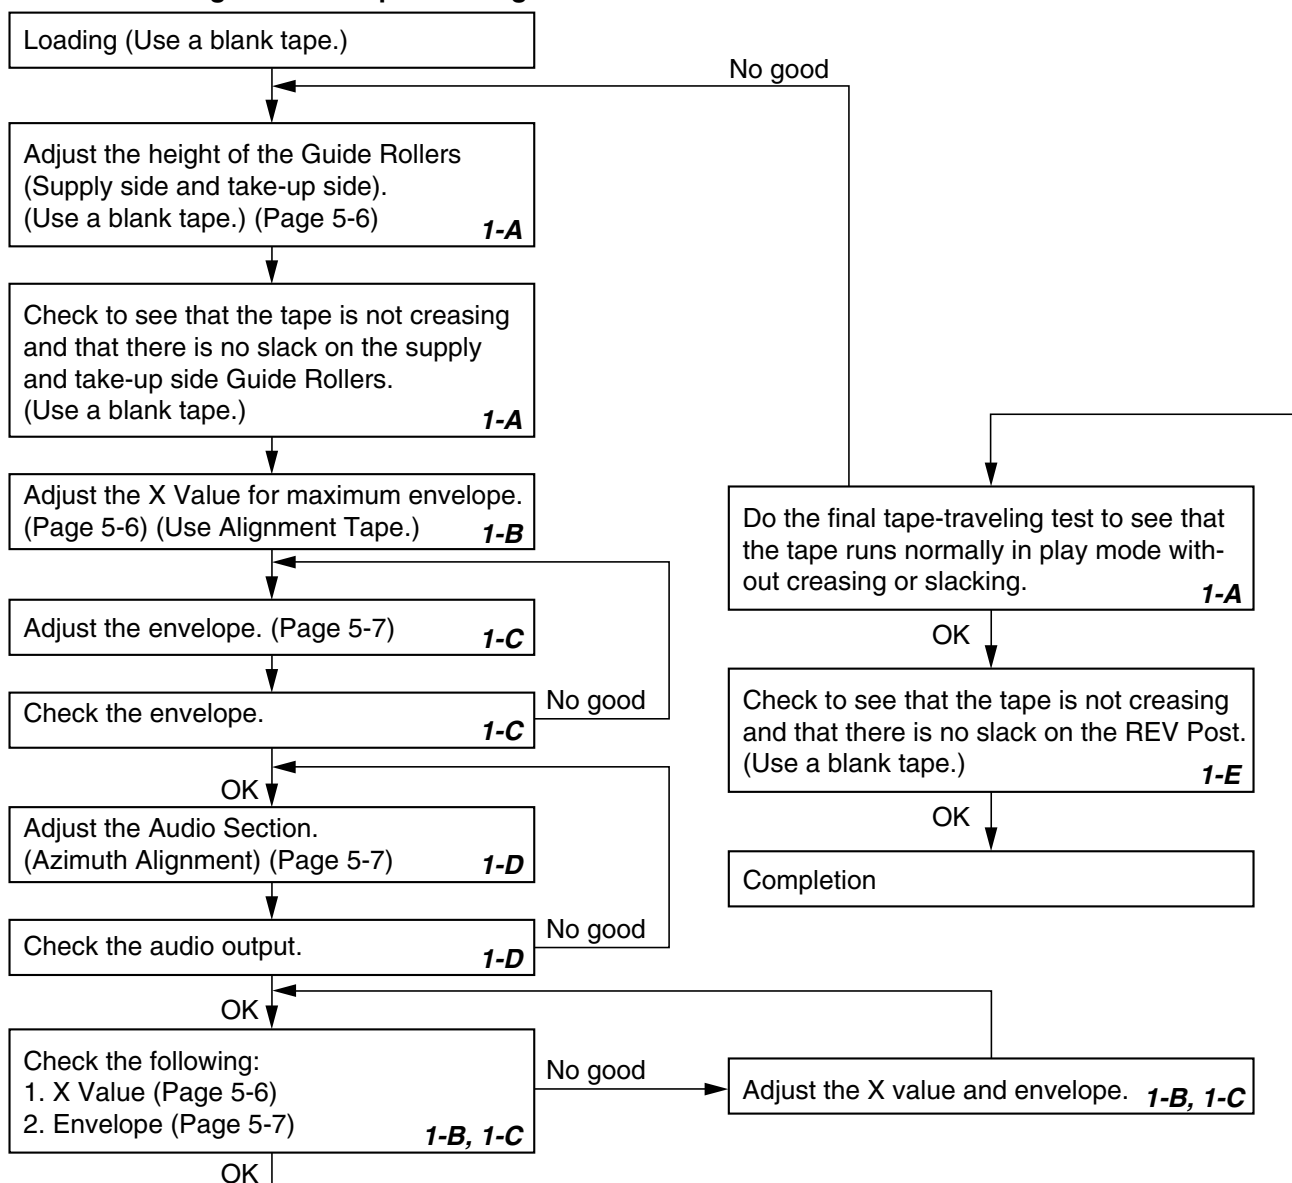 Loading (Use a blank tape.)
No good
Adjust the height of the Guide Rollers
(Supply side and take-up side).
(Use a blank tape.) (Page 5-6)
1-A
Check to see that the tape is not creasing
and that there is no slack on the supply
and take-up side Guide Rollers.
(Use a blank tape.)
1-A
Adjust the X Value for maximum envelope.
(Page 5-6) (Use Alignment Tape.)
1-B
Adjust the envelope. (Page 5-7)
1-C
Check the envelope.
1-C
No good
OK
Adjust the Audio Section.
(Azimuth Alignment) (Page 5-7)
1-D
Check the audio output.
1-D
No good
OK
Check the following:
1. X Value (Page 5-6)
2. Envelope (Page 5-7)
1-B, 1-C
No good
Adjust the X value and envelope.
1-B, 1-C
OK
Do the final tape-traveling test to see that
the tape runs normally in play mode with-
out creasing or slacking.
1-A
OK
Check to see that the tape is not creasing
and that there is no slack on the REV Post.
(Use a blank tape.)
1-E
OK
Completion